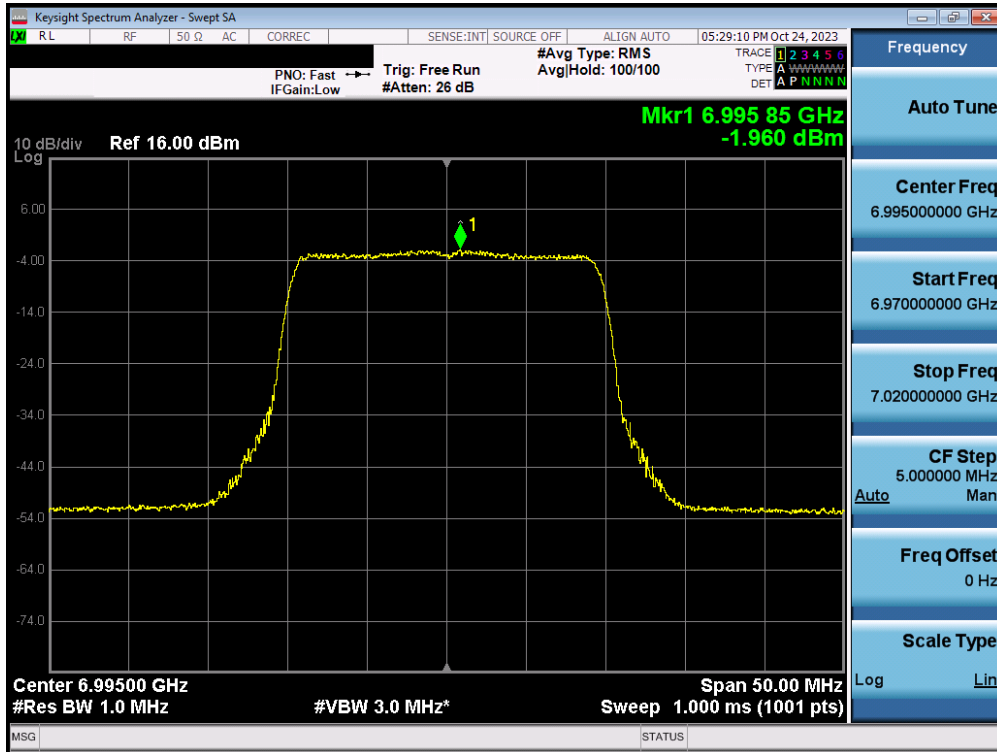 Keysight Spectrum Analyzer - Swept SA
LXI RL RF 50 Ω AC CORREC SENSE:INT SOURCE OFF ALIGN AUTO 05:29:10 PM Oct 24, 2023
PNO: Fast
IFGain:Low
Trig: Free Run
#Atten: 26 dB
#Avg Type: RMS
Avg|Hold: 100/100
TRACE 1 2 3 4 5 6
TYPE A WWWWW
DET A P N N N N
Mkr1 6.995 85 GHz
-1.960 dBm
10 dB/div Ref 16.00 dBm
Log
1
6.00
-4.00
-14.0
-24.0
-34.0
-44.0
-54.0
-64.0
-74.0
Center 6.99500 GHz Span 50.00 MHz
#Res BW 1.0 MHz #VBW 3.0 MHz* Sweep 1.000 ms (1001 pts)
MSG STATUS
Frequency
Auto Tune
Center Freq
6.995000000 GHz
Start Freq
6.970000000 GHz
Stop Freq
7.020000000 GHz
CF Step
5.000000 MHz
Auto Man
Freq Offset
0 Hz
Scale Type
Log Lin